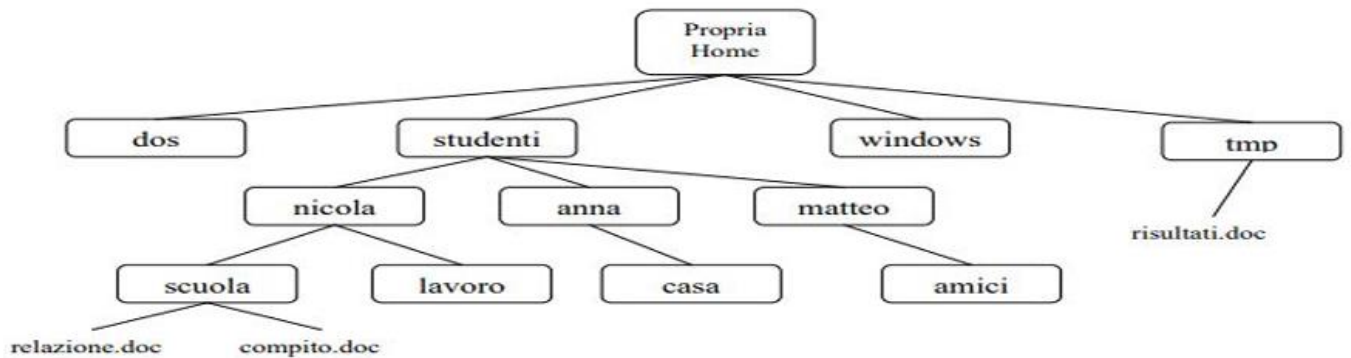 Propria
Home
dos
studenti
windows
tmp
nicola
anna
matteo
risultati.doc
scuola
lavoro
casa
amici
relazione.doc
compito.doc